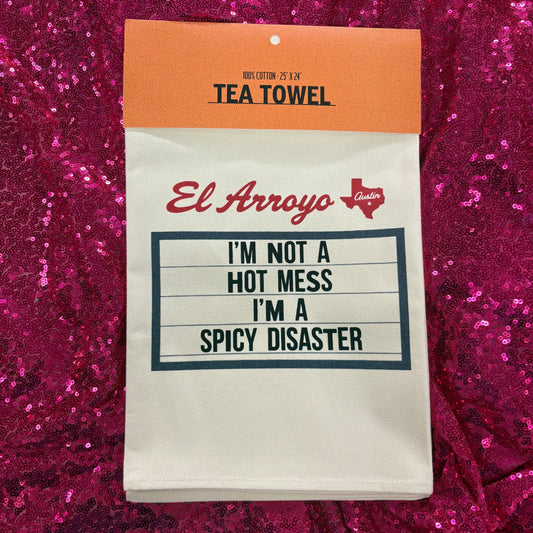 100% COTTON · 25" X 24"
TEA TOWEL
El Arroyo
Austin
I'M NOT A
HOT MESS
I'M A
SPICY DISASTER